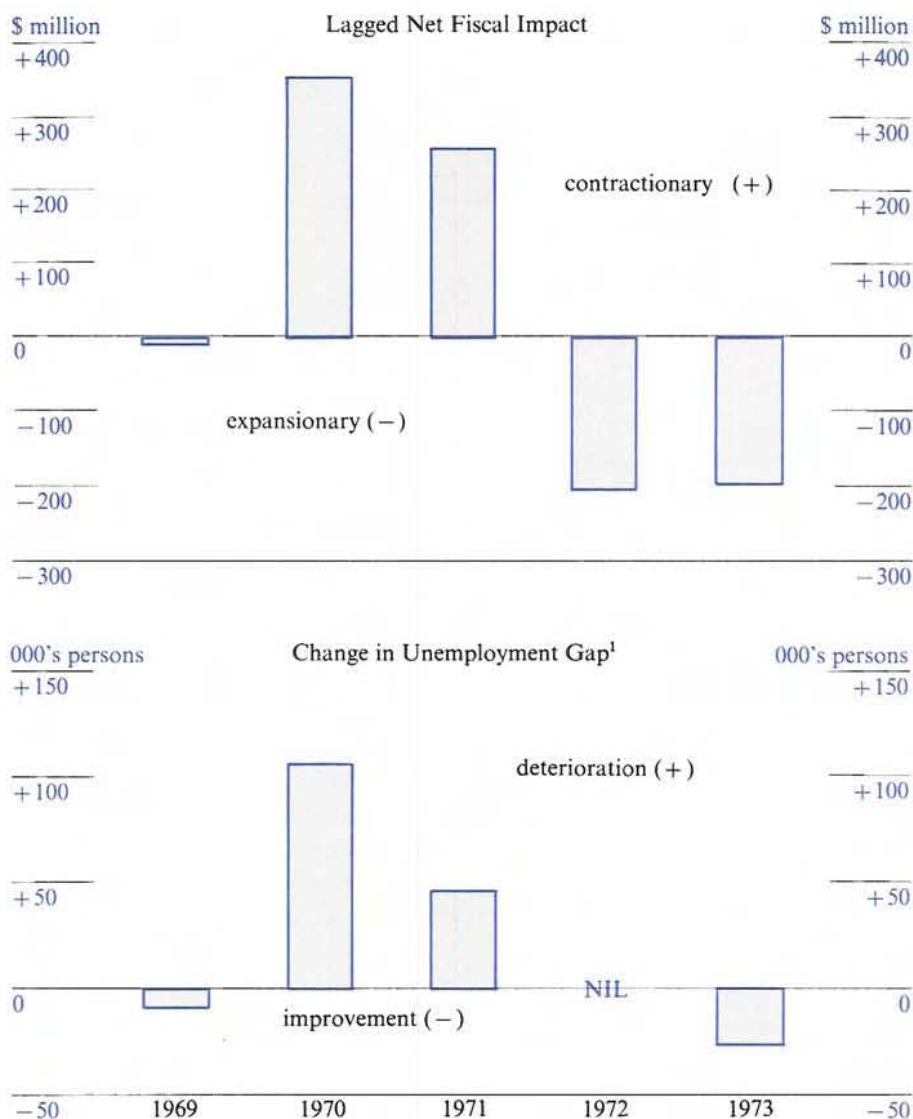 $ million Lagged Net Fiscal Impact $ million
+400 +400
+300 +300
+200 contractionary (+) +200
+100 +100
0 0
−100 expansionary (−) −100
−200 −200
−300 −300
000's persons Change in Unemployment Gap¹ 000's persons
+150 +150
deterioration (+)
+100 +100
+50 +50
0 NIL 0
improvement (−)
−50 1969 1970 1971 1972 1973 −50